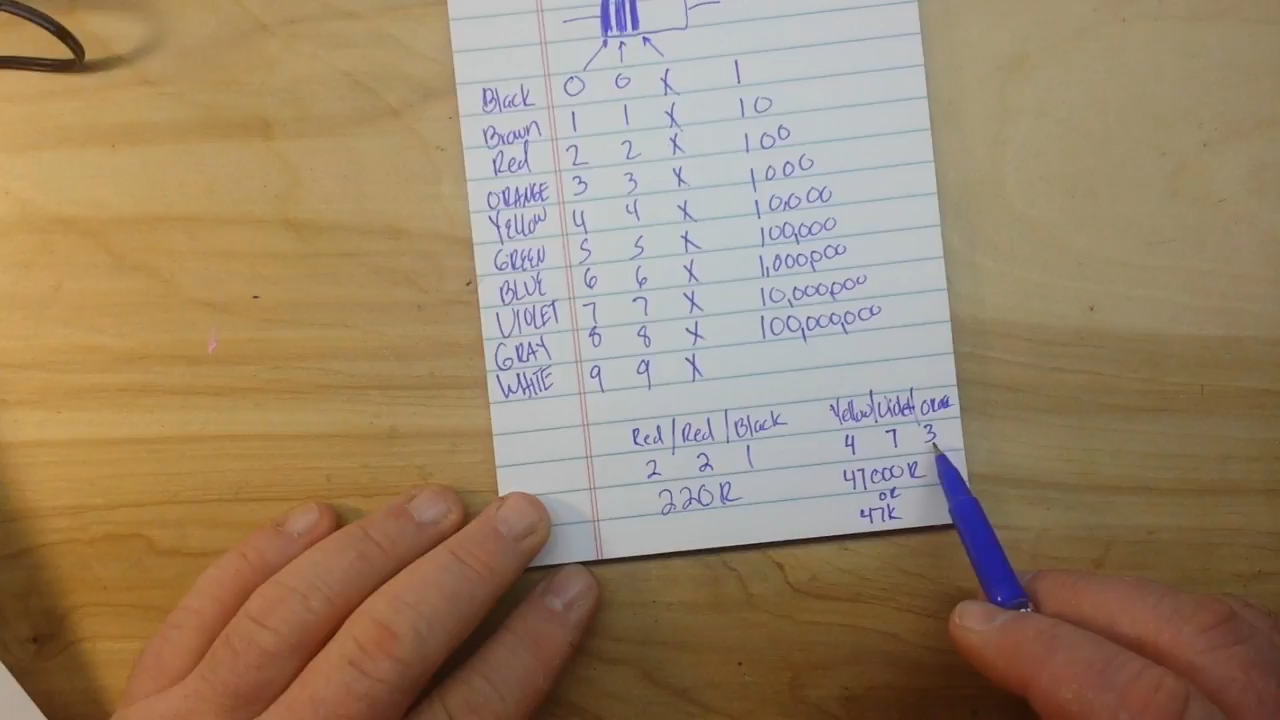 Black 0 0 X 1
Brown 1 1 X 10
Red 2 2 X 100
ORANGE 3 3 X 1000
YELLOW 4 4 X 10,000
GREEN 5 5 X 100,000
BLUE 6 6 X 1,000,000
VIOLET 7 7 X 10,000,000
GRAY 8 8 X 100,000,000
WHITE 9 9 X
Red/Red/Black
2 2 1
220R
Yellow/Violet/
4 7 3
47000R
or
47K